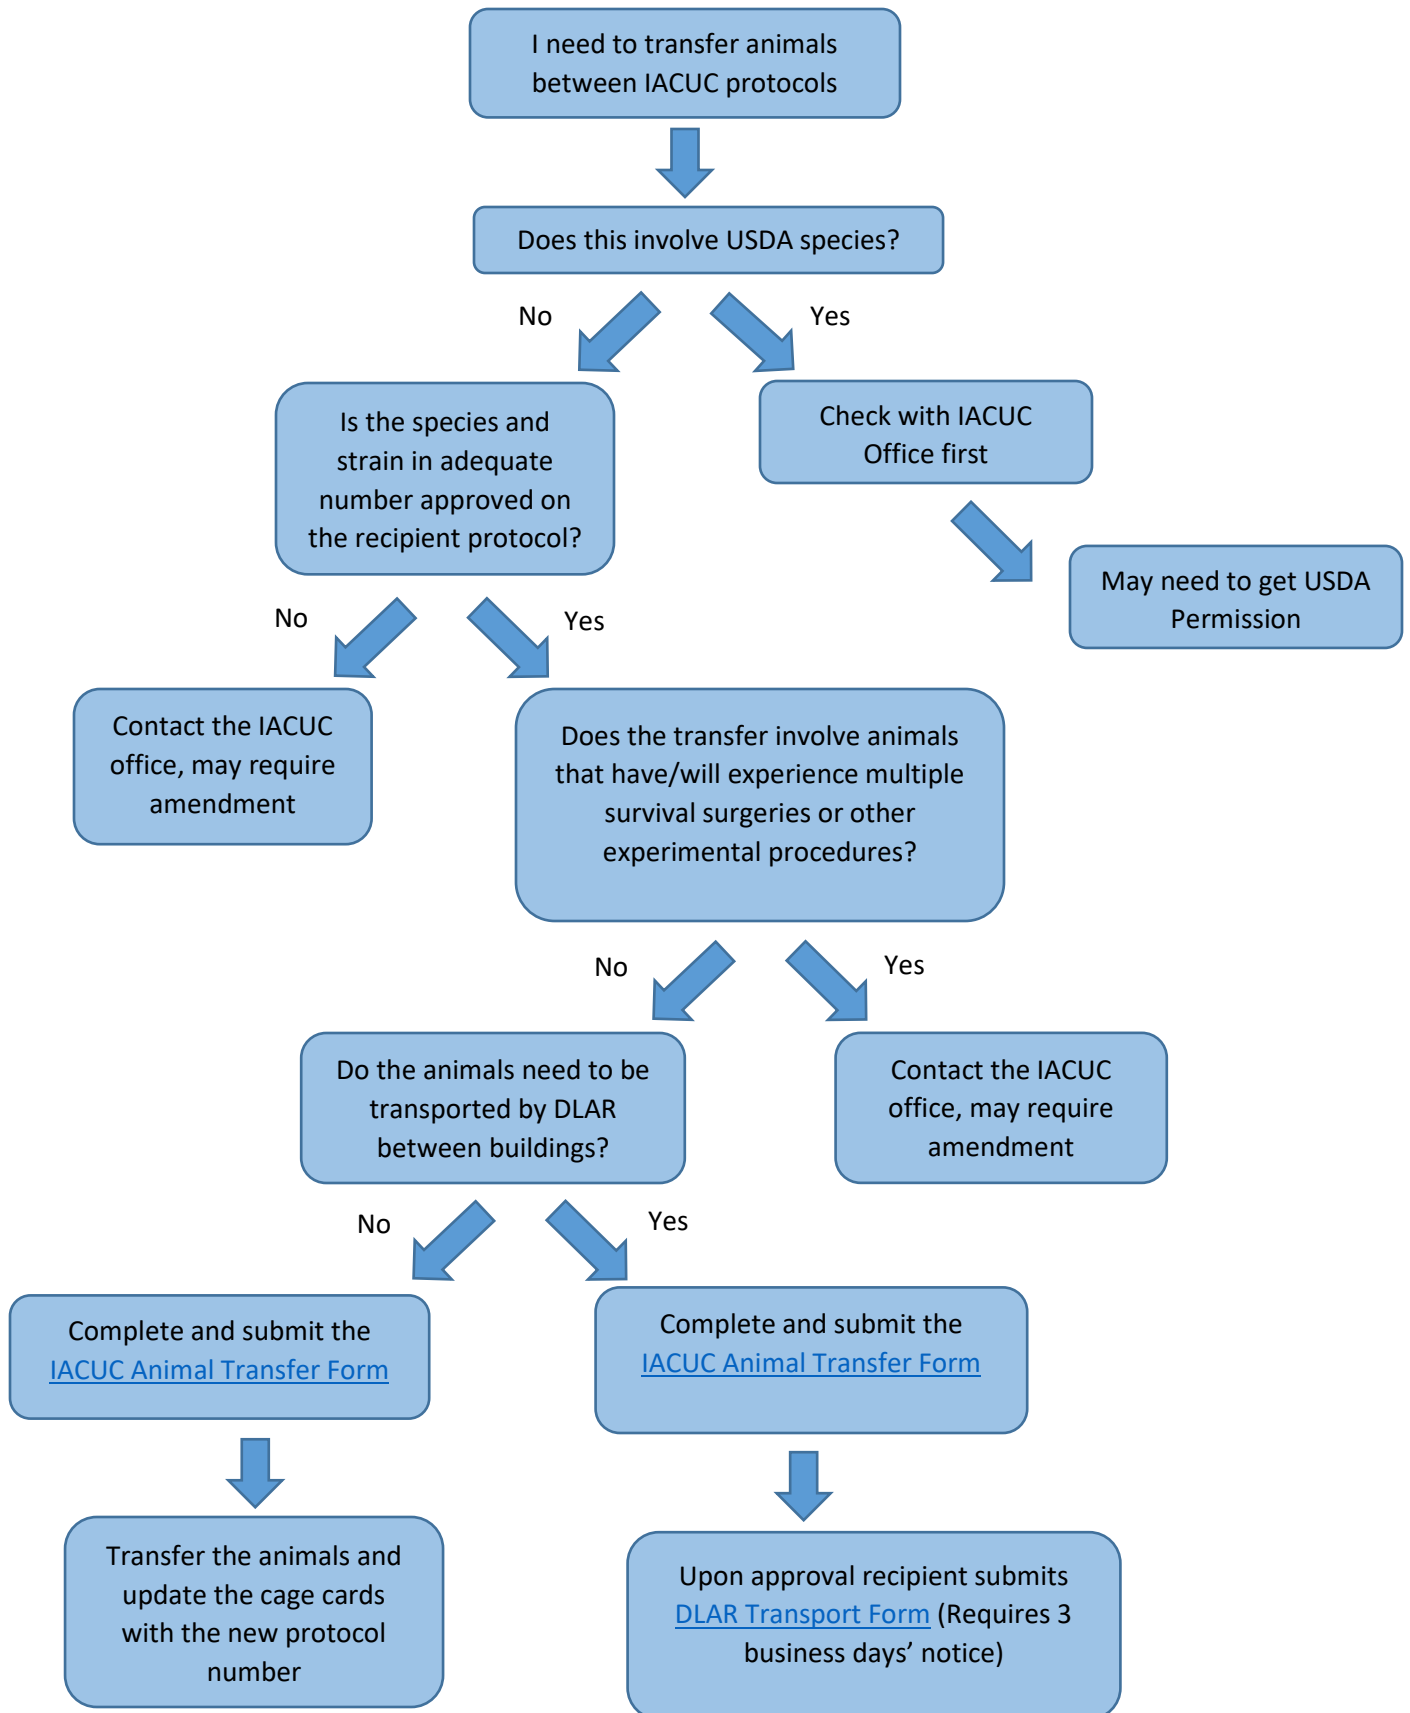 I need to transfer animals
between IACUC protocols
Does this involve USDA species?
No
Yes
Is the species and
strain in adequate
number approved on
the recipient protocol?
Check with IACUC
Office first
May need to get USDA
Permission
No
Yes
Contact the IACUC
office, may require
amendment
Does the transfer involve animals
that have/will experience multiple
survival surgeries or other
experimental procedures?
No
Yes
Do the animals need to be
transported by DLAR
between buildings?
Contact the IACUC
office, may require
amendment
No
Yes
Complete and submit the
IACUC Animal Transfer Form
Complete and submit the
IACUC Animal Transfer Form
Transfer the animals and
update the cage cards
with the new protocol
number
Upon approval recipient submits
DLAR Transport Form (Requires 3
business days’ notice)